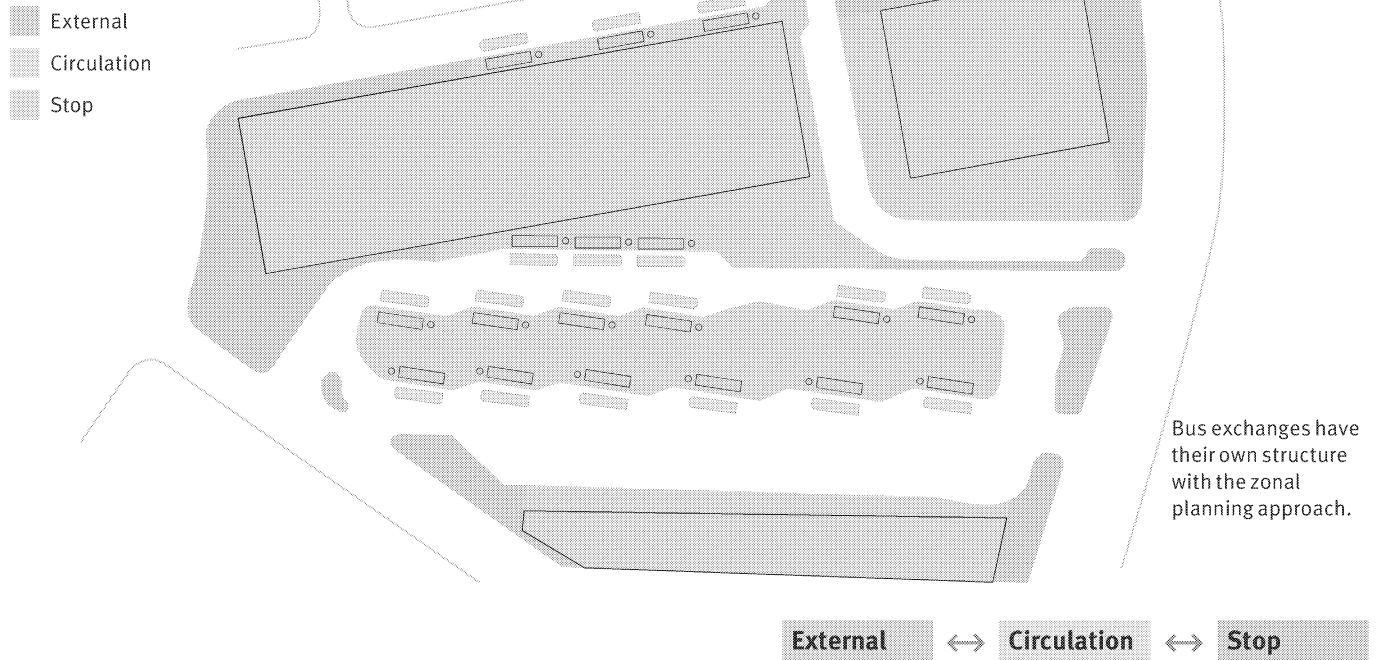 External
Circulation
Stop
Bus exchanges have
their own structure
with the zonal
planning approach.
External ↔ Circulation ↔ Stop